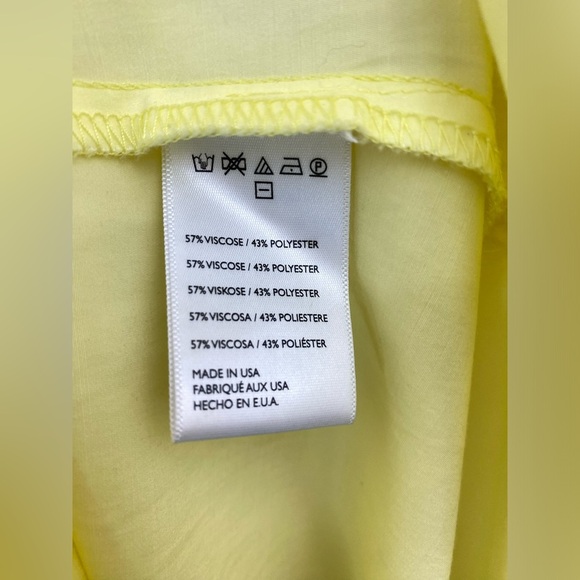 P
57% VISCOSE / 43% POLYESTER
57% VISCOSE / 43% POLYESTER
57% VISKOSE / 43% POLYESTER
57% VISCOSA / 43% POLIESTERE
57% VISCOSA / 43% POLIÉSTER
MADE IN USA
FABRIQUÉ AUX USA
HECHO EN E.U.A.